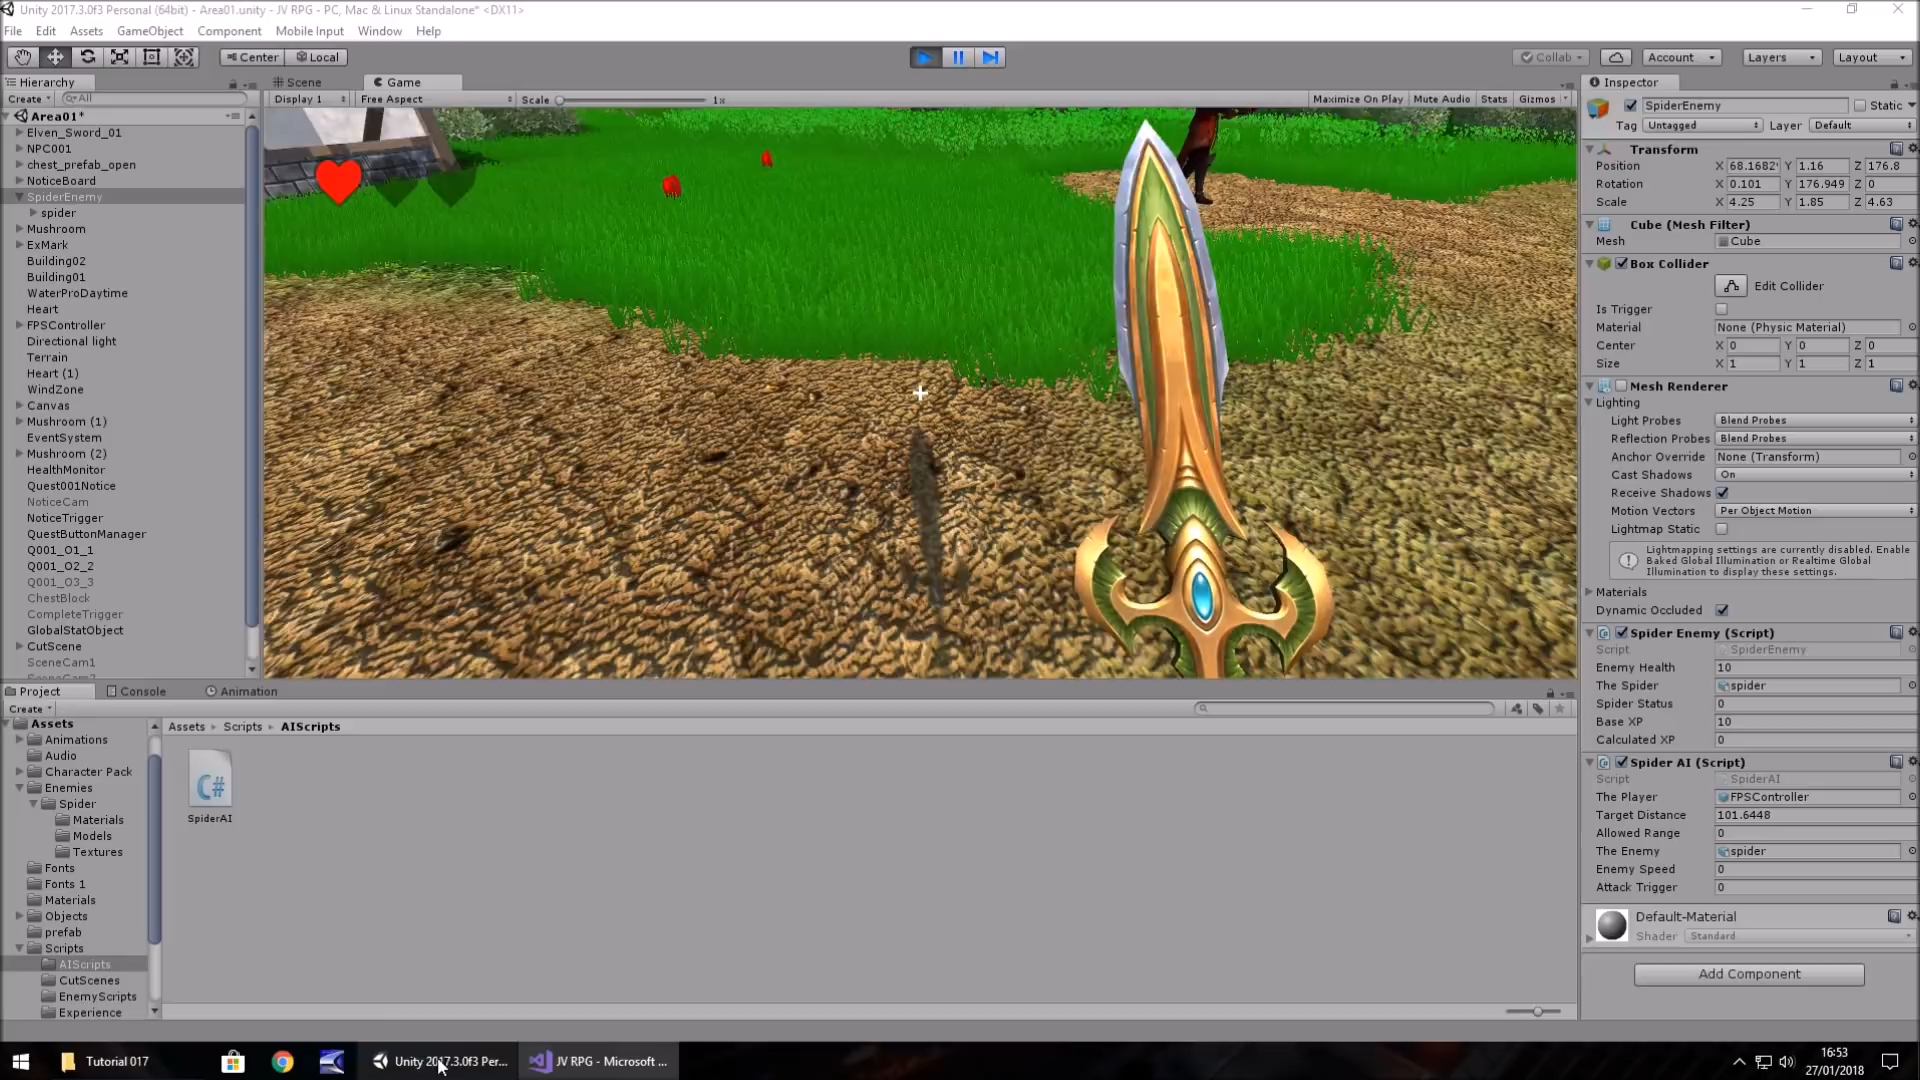 Unity 2017.3.0f3 Personal (64bit) - Area01.unity - JV RPG - PC, Mac & Linux Standalone* <DX11>
File Edit Assets GameObject Component Mobile Input Window Help
Center Local Collab Account Layers Layout
Hierarchy Scene Game Inspector
Create All Display 1 Free Aspect Scale 1x Maximize On Play Mute Audio Stats Gizmos
Area01*
Elven_Sword_01
NPC001
chest_prefab_open
NoticeBoard
SpiderEnemy
spider
Mushroom
ExMark
Building02
Building01
WaterProDaytime
Heart
FPSController
Directional light
Terrain
Heart (1)
WindZone
Canvas
Mushroom (1)
EventSystem
Mushroom (2)
HealthMonitor
Quest001Notice
NoticeCam
NoticeTrigger
QuestButtonManager
Q001_O1_1
Q001_O2_2
Q001_O3_3
ChestBlock
CompleteTrigger
GlobalStatObject
CutScene
SceneCam1
SceneCam2
SpiderEnemy Static
Tag Untagged Layer Default
Transform
Position X 68.1682 Y 1.16 Z 176.8
Rotation X 0.101 Y 176.949 Z 0
Scale X 4.25 Y 1.85 Z 4.63
Cube (Mesh Filter)
Mesh Cube
Box Collider
Edit Collider
Is Trigger
Material None (Physic Material)
Center X 0 Y 0 Z 0
Size X 1 Y 1 Z 1
Mesh Renderer
Lighting
Light Probes Blend Probes
Reflection Probes Blend Probes
Anchor Override None (Transform)
Cast Shadows On
Receive Shadows
Motion Vectors Per Object Motion
Lightmap Static
Lightmapping settings are currently disabled. Enable
Baked Global Illumination or Realtime Global
Illumination to display these settings.
Materials
Dynamic Occluded
Spider Enemy (Script)
Script SpiderEnemy
Enemy Health 10
The Spider spider
Spider Status 0
Base XP 10
Calculated XP 0
Spider AI (Script)
Script SpiderAI
The Player FPSController
Target Distance 101.6448
Allowed Range 0
The Enemy spider
Enemy Speed 0
Attack Trigger 0
Default-Material
Shader Standard
Add Component
Project Console Animation
Create
Assets
Animations
Audio
Character Pack
Enemies
Spider
Materials
Models
Textures
Fonts
Fonts 1
Materials
Objects
prefab
Scripts
AIScripts
CutScenes
EnemyScripts
Experience
Assets Scripts AIScripts
C#
SpiderAI
Tutorial 017 Unity 2017.3.0f3 Per... JV RPG - Microsoft ...
16:53
27/01/2018